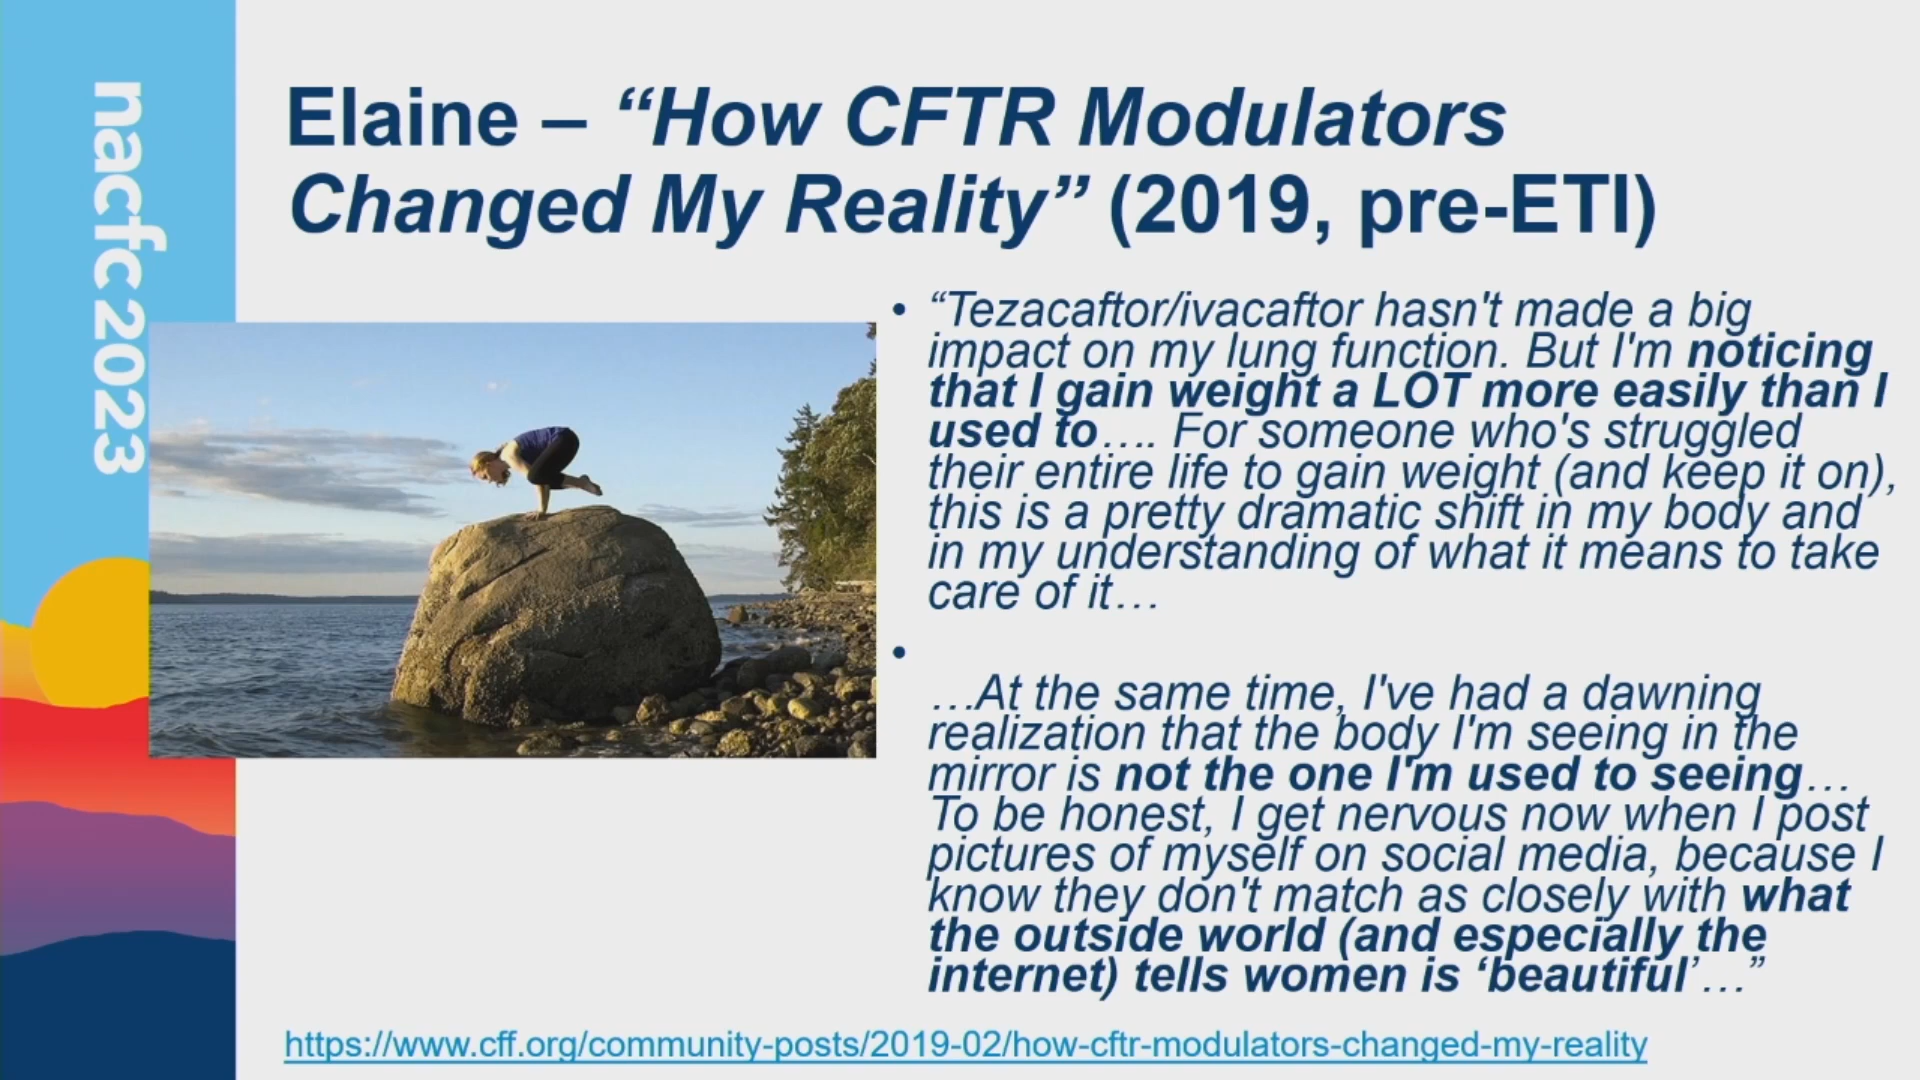 nacfc 2023
Elaine – “How CFTR Modulators
Changed My Reality” (2019, pre-ETI)
• “Tezacaftor/ivacaftor hasn't made a big
impact on my lung function. But I'm noticing
that I gain weight a LOT more easily than I
used to…. For someone who's struggled
their entire life to gain weight (and keep it on),
this is a pretty dramatic shift in my body and
in my understanding of what it means to take
care of it…
•
…At the same time, I've had a dawning
realization that the body I'm seeing in the
mirror is not the one I'm used to seeing…
To be honest, I get nervous now when I post
pictures of myself on social media, because I
know they don't match as closely with what
the outside world (and especially the
internet) tells women is ‘beautiful’…”
https://www.cff.org/community-posts/2019-02/how-cftr-modulators-changed-my-reality